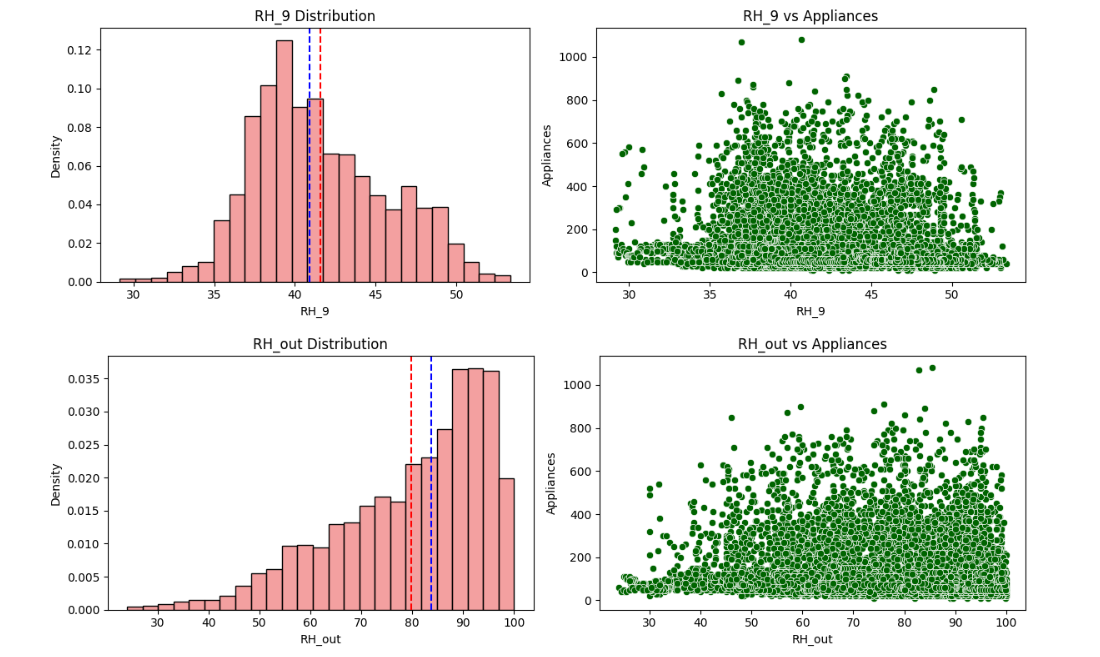 RH_9 Distribution
0.12
0.10
0.08
0.06
0.04
0.02
0.00
Density
30 35 40 45 50
RH_9
RH_9 vs Appliances
1000
800
600
400
200
0
Appliances
30 35 40 45 50
RH_9
RH_out Distribution
0.035
0.030
0.025
0.020
0.015
0.010
0.005
0.000
Density
30 40 50 60 70 80 90 100
RH_out
RH_out vs Appliances
1000
800
600
400
200
0
Appliances
30 40 50 60 70 80 90 100
RH_out